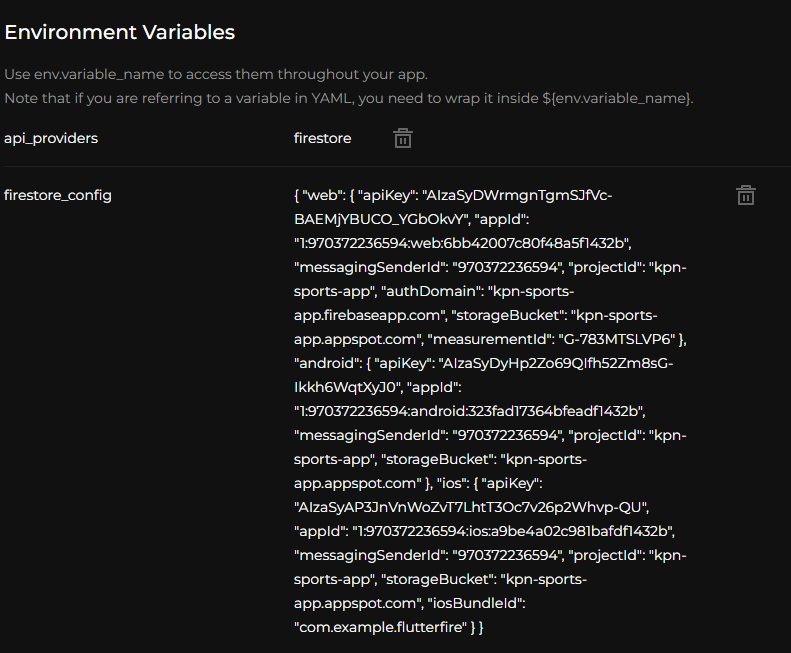 Environment Variables
Use env.variable_name to access them throughout your app.
Note that if you are referring to a variable in YAML, you need to wrap it inside ${env.variable_name}.
api_providers firestore
firestore_config { "web": { "apiKey": "AIzaSyDWrmgnTgmSJfVc-
BAEMjYBUCO_YGbOkvY", "appId":
"1:970372236594:web:6bb42007c80f48a5f1432b",
"messagingSenderId": "970372236594", "projectId": "kpn-
sports-app", "authDomain": "kpn-sports-
app.firebaseapp.com", "storageBucket": "kpn-sports-
app.appspot.com", "measurementId": "G-783MTSLVP6" },
"android": { "apiKey": "AIzaSyDyHp2Zo69QIfh52Zm8sG-
Ikkh6WqtXyJ0", "appId":
"1:970372236594:android:323fad17364bfeadf1432b",
"messagingSenderId": "970372236594", "projectId": "kpn-
sports-app", "storageBucket": "kpn-sports-
app.appspot.com" }, "ios": { "apiKey":
"AIzaSyAP3JnVnWoZvT7LhtT3Oc7v26p2Whvp-QU",
"appId": "1:970372236594:ios:a9be4a02c981bafdf1432b",
"messagingSenderId": "970372236594", "projectId": "kpn-
sports-app", "storageBucket": "kpn-sports-
app.appspot.com", "iosBundleId":
"com.example.flutterfire" } }